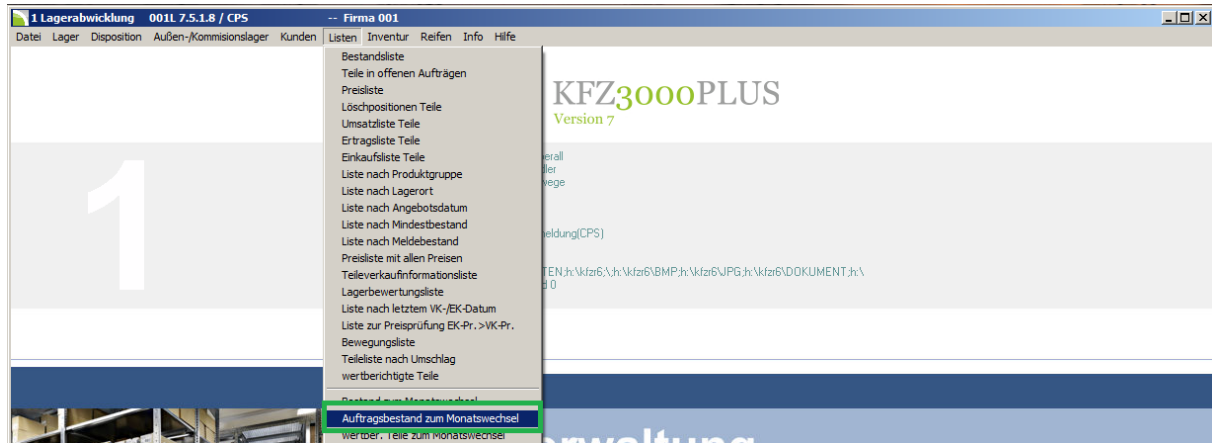 1 Lagerabwicklung 001L 7.5.1.8 / CPS -- Firma 001
Datei Lager Disposition Außen-/Kommisionslager Kunden Listen Inventur Reifen Info Hilfe
Bestandsliste
Teile in offenen Aufträgen
Preisliste
Löschpositionen Teile
Umsatzliste Teile
Ertragsliste Teile
Einkaufsliste Teile
Liste nach Produktgruppe
Liste nach Lagerort
Liste nach Angebotsdatum
Liste nach Mindestbestand
Liste nach Meldebestand
Preisliste mit allen Preisen
Teileverkaufinformationsliste
Lagerbewertungsliste
Liste nach letztem VK-/EK-Datum
Liste zur Preisprüfung EK-Pr.>VK-Pr.
Bewegungsliste
Teileliste nach Umschlag
wertberichtigte Teile
Bestand zum Monatswechsel
Auftragsbestand zum Monatswechsel
wertber. Teile zum Monatswechsel
KFZ3000PLUS
Version 7
1
erall
dler
wege
eldung(CPS)
TEN;h:\kfzr6;\;h:\kfzr6\BMP;h:\kfzr6\JPG;h:\kfzr6\DOKUMENT;h:\
d 0
erwaltung